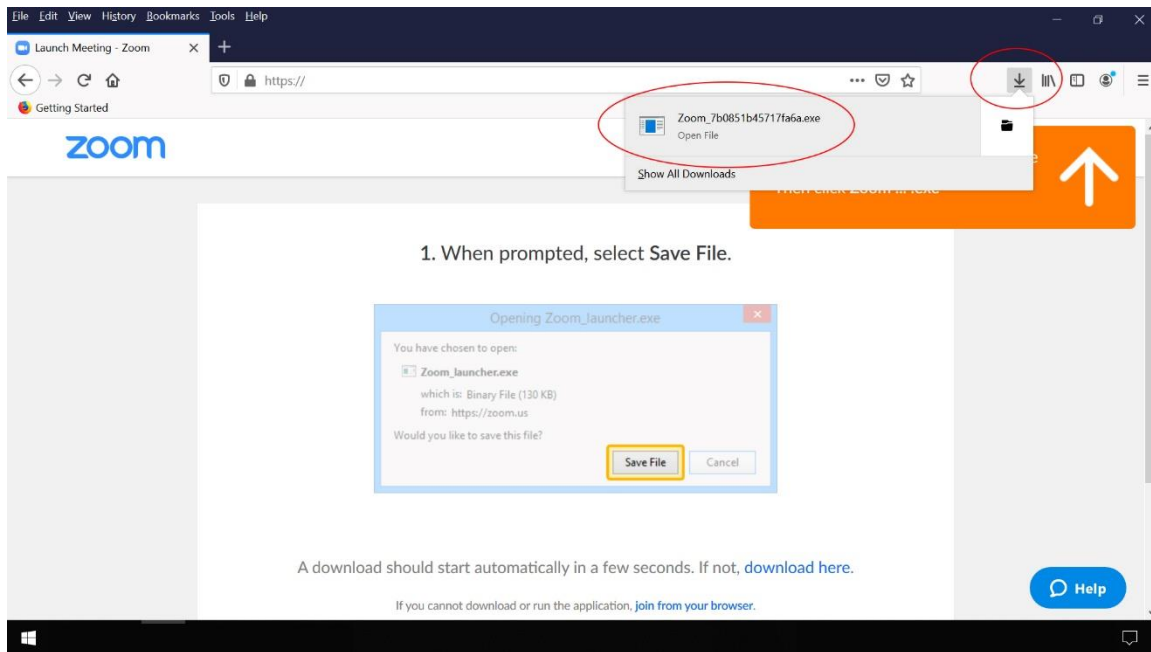 File Edit View History Bookmarks Tools Help
Launch Meeting - Zoom
https://
Getting Started
zoom
Zoom_7b0851b45717fa6a.exe
Open File
Show All Downloads
Then click Zoom ... .exe
1. When prompted, select Save File.
Opening Zoom_launcher.exe
You have chosen to open:
Zoom_launcher.exe
which is: Binary File (130 KB)
from: https://zoom.us
Would you like to save this file?
Save File Cancel
A download should start automatically in a few seconds. If not, download here.
If you cannot download or run the application, join from your browser.
Help